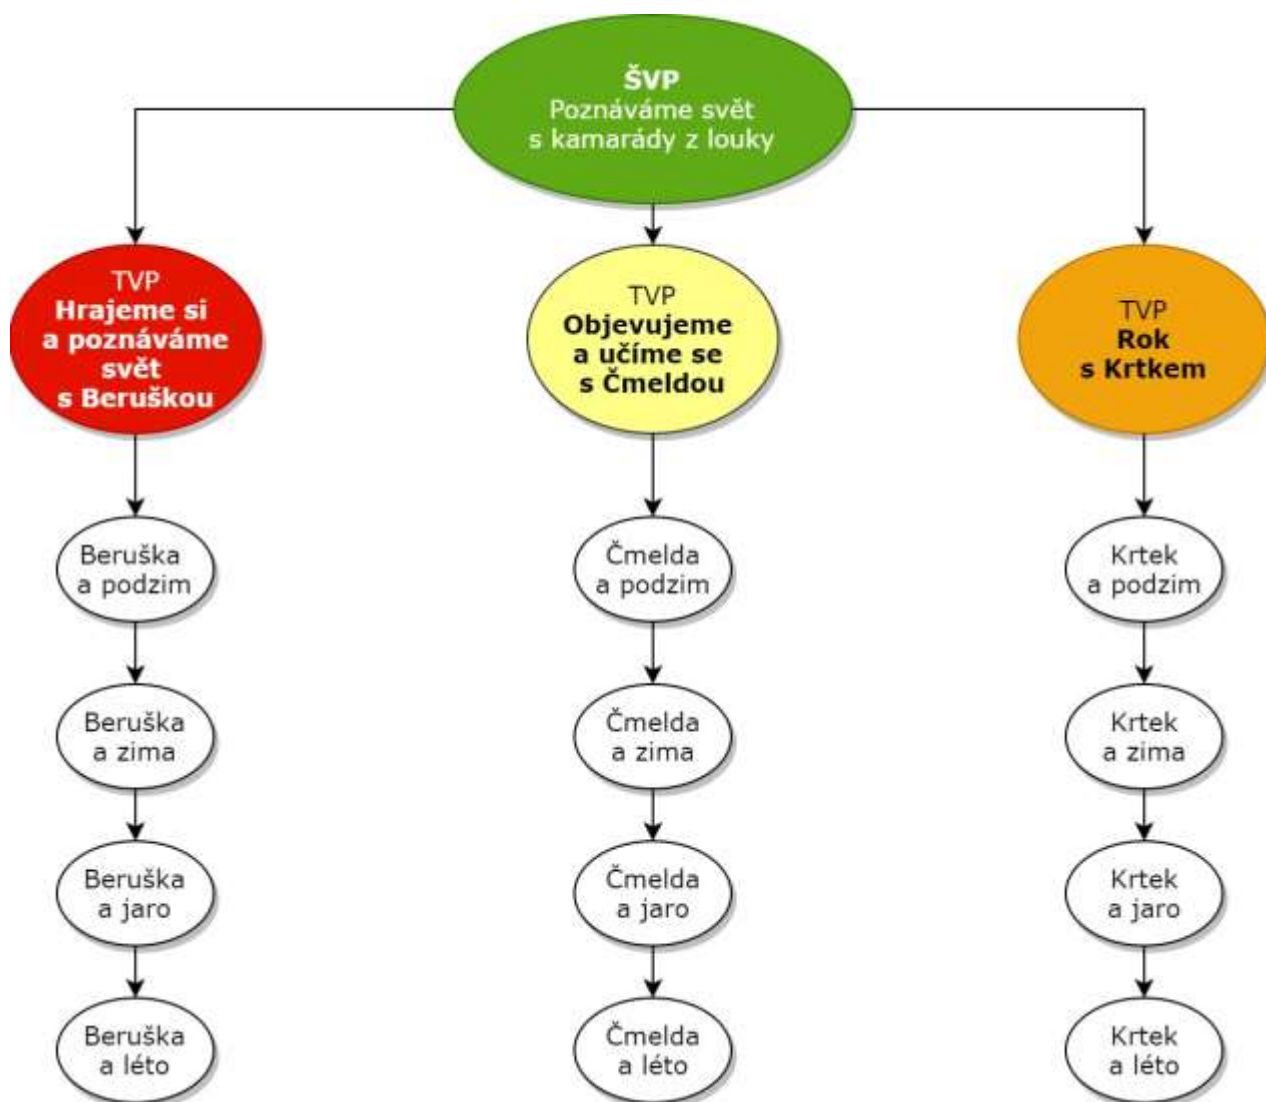 ŠVP
Poznáváme svět
s kamarády z louky
TVP
Hrajeme si
a poznáváme
svět
s Beruškou
TVP
Objevujeme
a učíme se
s Čmeldou
TVP
Rok
s Krtkem
Beruška
a podzim
Čmelda
a podzim
Krtek
a podzim
Beruška
a zima
Čmelda
a zima
Krtek
a zima
Beruška
a jaro
Čmelda
a jaro
Krtek
a jaro
Beruška
a léto
Čmelda
a léto
Krtek
a léto